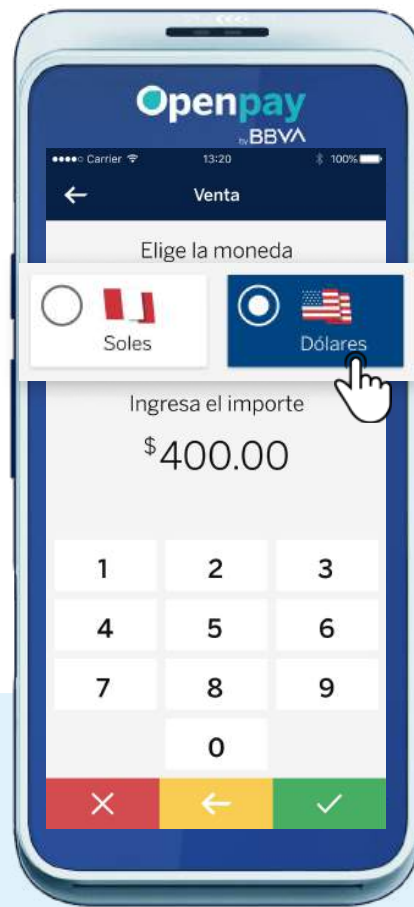 Openpay
by BBVA
Carrier 13:20 100%
Venta
Elige la moneda
Soles Dólares
Ingresa el importe
$400.00
1 2 3
4 5 6
7 8 9
0